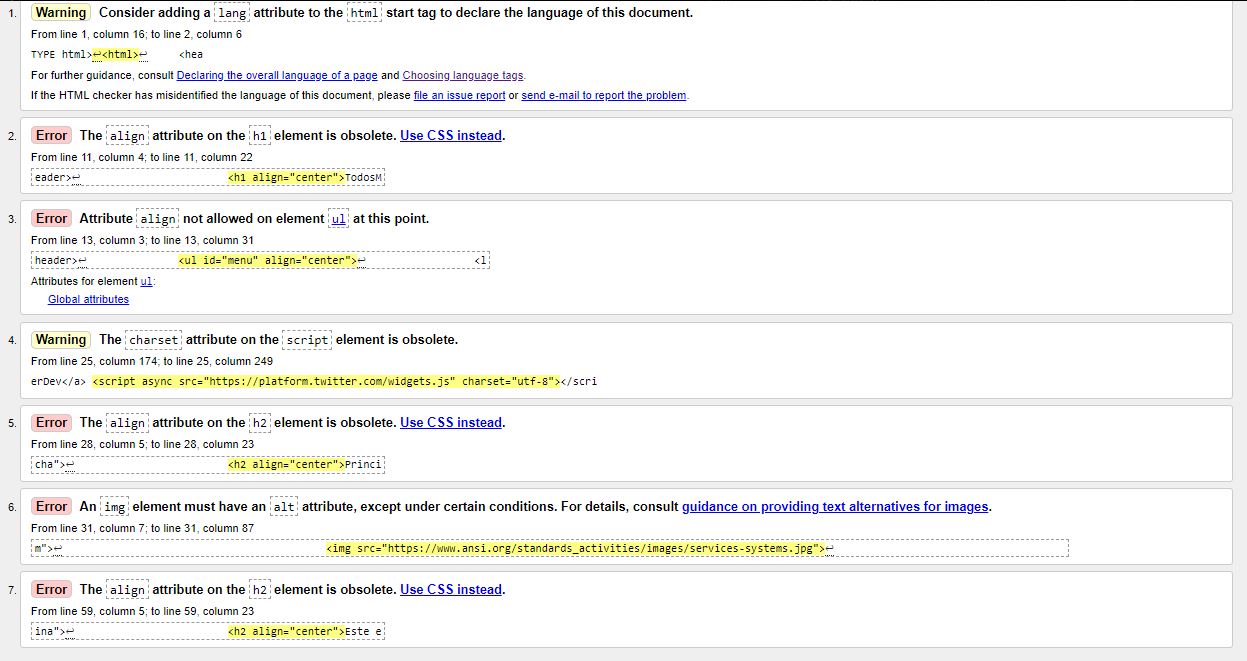 1. Warning Consider adding a lang attribute to the html start tag to declare the language of this document.
From line 1, column 16; to line 2, column 6
TYPE html>↩<html>↩ <hea
For further guidance, consult Declaring the overall language of a page and Choosing language tags.
If the HTML checker has misidentified the language of this document, please file an issue report or send e-mail to report the problem.
2. Error The align attribute on the h1 element is obsolete. Use CSS instead.
From line 11, column 4; to line 11, column 22
eader>↩ <h1 align="center">TodosM
3. Error Attribute align not allowed on element ul at this point.
From line 13, column 3; to line 13, column 31
header>↩ <ul id="menu" align="center">↩ <l
Attributes for element ul:
Global attributes
4. Warning The charset attribute on the script element is obsolete.
From line 25, column 174; to line 25, column 249
erDev</a> <script async src="https://platform.twitter.com/widgets.js" charset="utf-8"></scri
5. Error The align attribute on the h2 element is obsolete. Use CSS instead.
From line 28, column 5; to line 28, column 23
cha">↩ <h2 align="center">Princi
6. Error An img element must have an alt attribute, except under certain conditions. For details, consult guidance on providing text alternatives for images.
From line 31, column 7; to line 31, column 87
m">↩ <img src="https://www.ansi.org/standards_activities/images/services-systems.jpg">↩
7. Error The align attribute on the h2 element is obsolete. Use CSS instead.
From line 59, column 5; to line 59, column 23
ina">↩ <h2 align="center">Este e